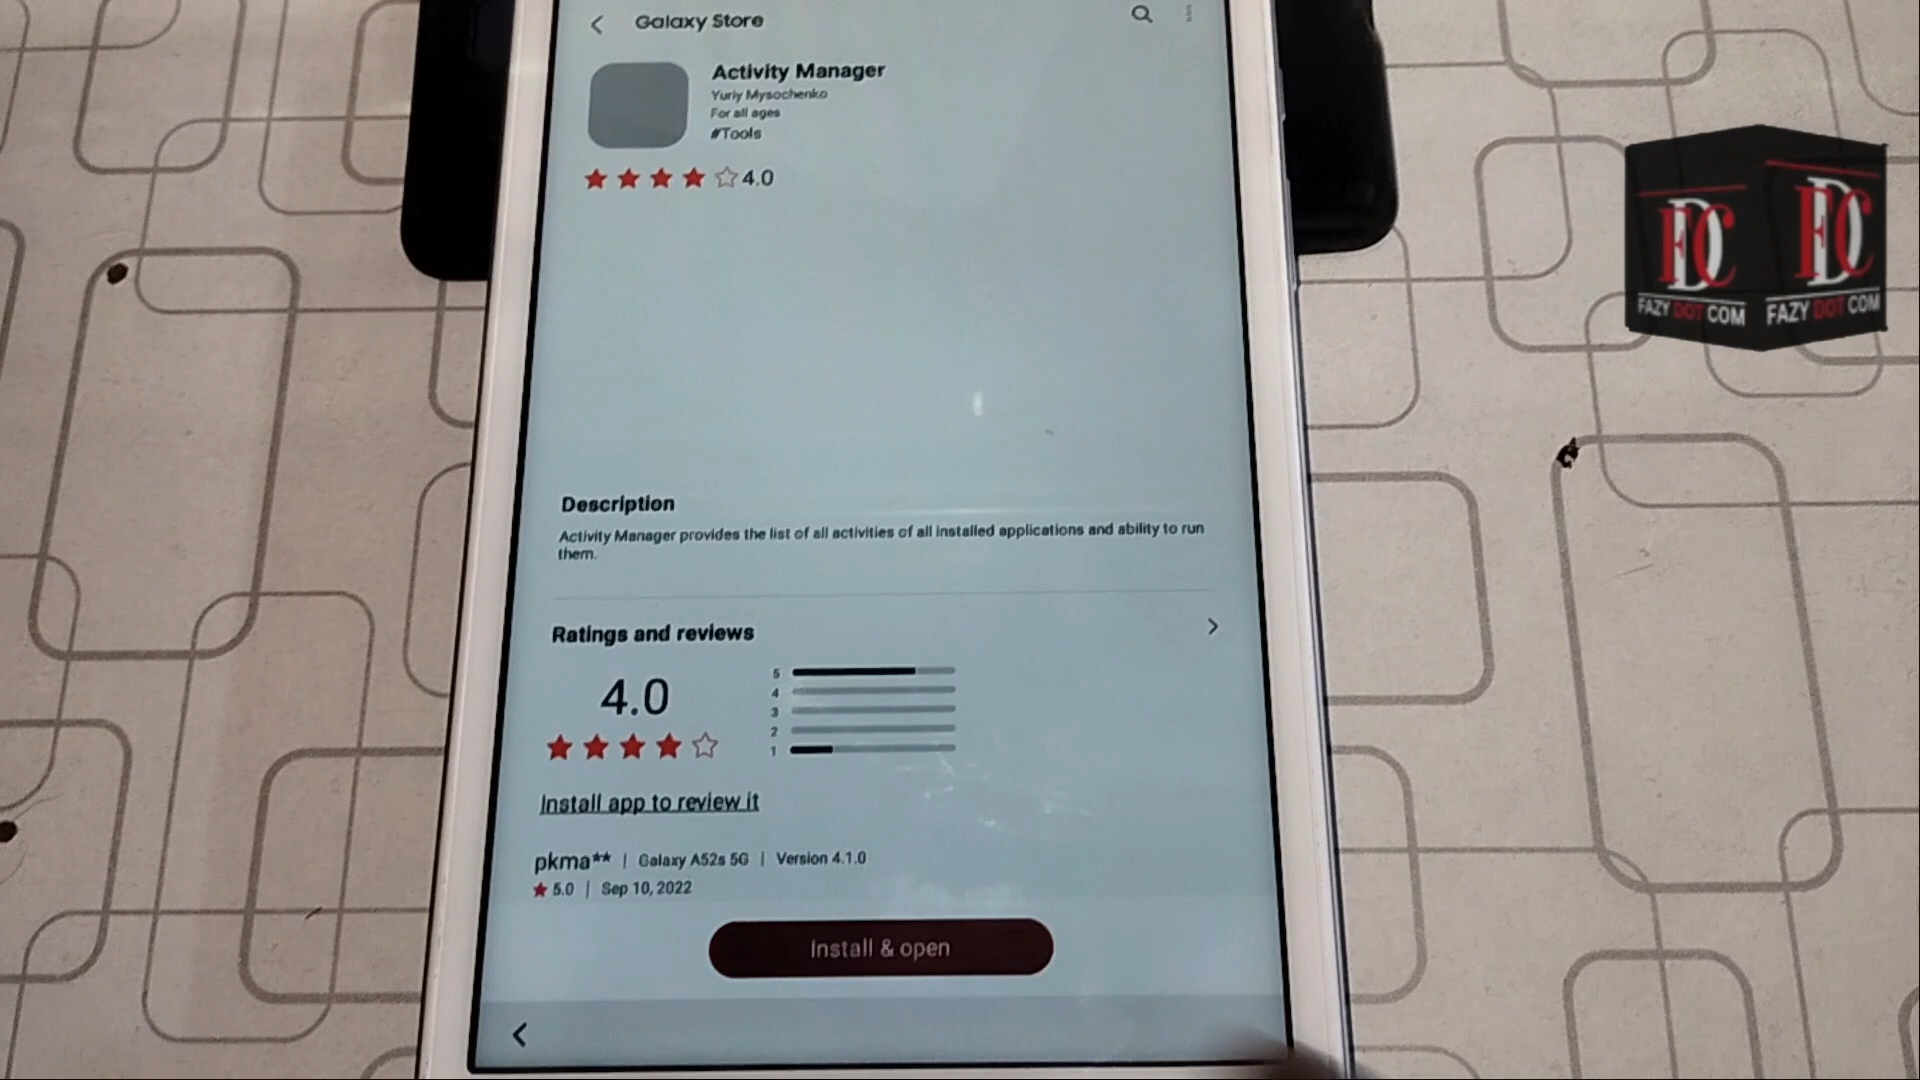 Galaxy Store
Activity Manager
Yuriy Mysochenko
For all ages
#Tools
4.0
Description
Activity Manager provides the list of all activities of all installed applications and ability to run
them.
Ratings and reviews
4.0
5
4
3
2
1
Install app to review it
pkma** | Galaxy A52s 5G | Version 4.1.0
5.0 | Sep 10, 2022
Install & open
FDC
FAZY DOT COM
FDC
FAZY DOT COM